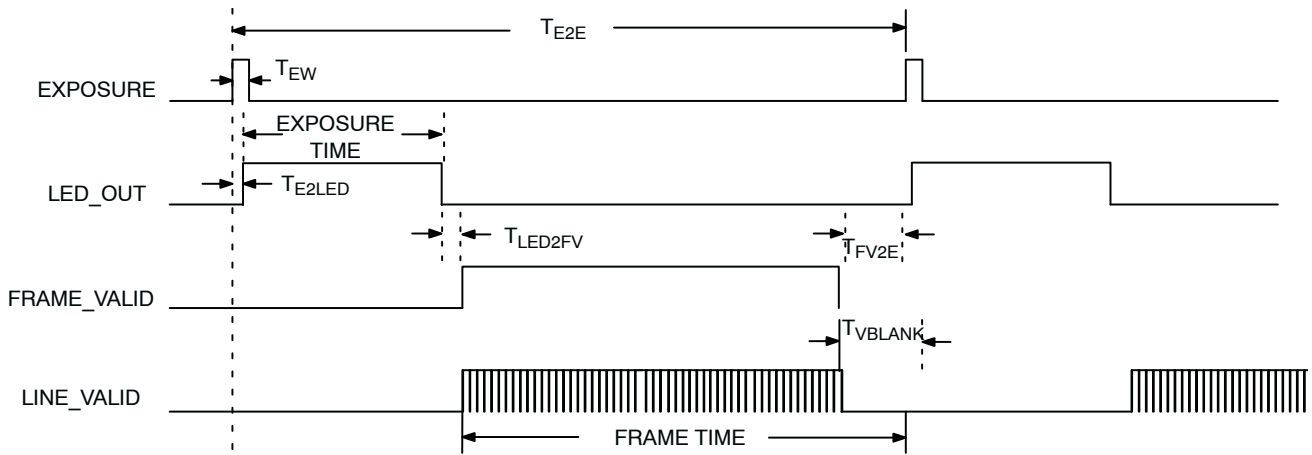 TE2E
TEW
EXPOSURE
EXPOSURE
TIME
TE2LED
LED_OUT
TLED2FV
TFV2E
FRAME_VALID
TVBLANK
LINE_VALID
FRAME TIME